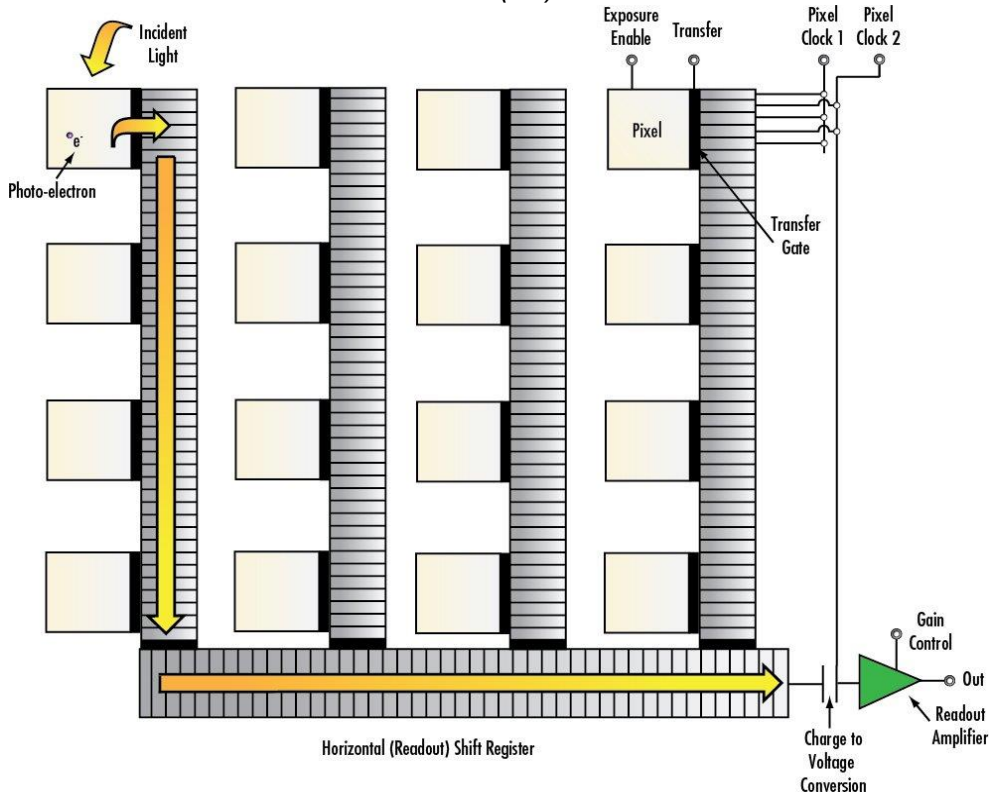 Incident
Light
Exposure
Enable
Transfer
Pixel
Clock 1
Pixel
Clock 2
e-
Photo-electron
Pixel
Transfer
Gate
Gain
Control
Out
Readout
Amplifier
Charge to
Voltage
Conversion
Horizontal (Readout) Shift Register